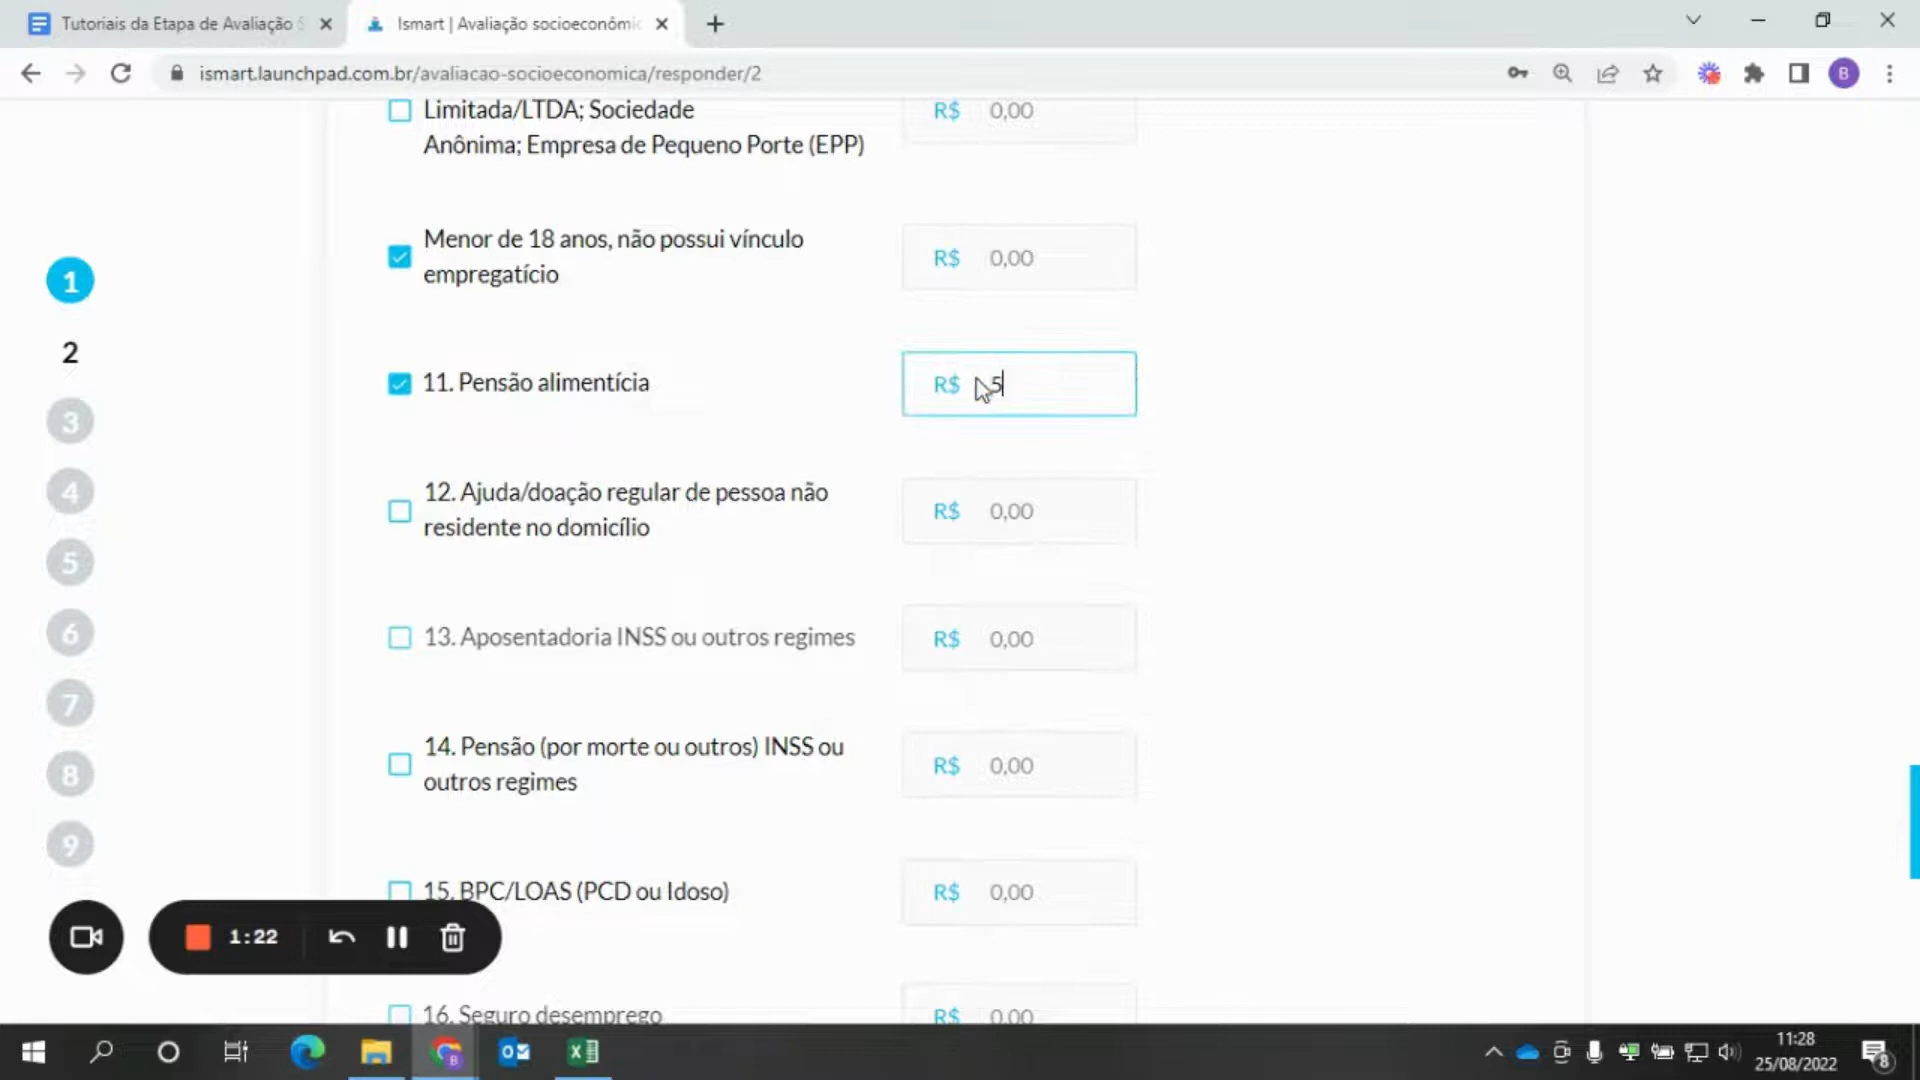 Tutoriais da Etapa de Avaliação
Ismart | Avaliação socioeconômic
ismart.launchpad.com.br/avaliacao-socioeconomica/responder/2
B
Limitada/LTDA; Sociedade
Anônima; Empresa de Pequeno Porte (EPP)
R$ 0,00
Menor de 18 anos, não possui vínculo
empregatício
R$ 0,00
11. Pensão alimentícia
R$ 5
12. Ajuda/doação regular de pessoa não
residente no domicílio
R$ 0,00
13. Aposentadoria INSS ou outros regimes
R$ 0,00
14. Pensão (por morte ou outros) INSS ou
outros regimes
R$ 0,00
15. BPC/LOAS (PCD ou Idoso)
R$ 0,00
16. Seguro desemprego
R$ 0,00
1
2
3
4
5
6
7
8
9
1:22
11:28
25/08/2022
8